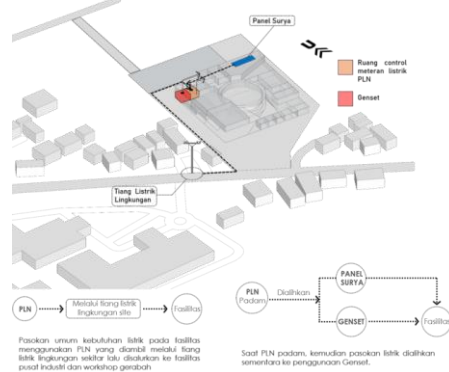 Panel Surya
Ruang control
meteran listrik
PLN
Genset
Tiang Listrik
Lingkungan
PLN
Melalui tiang listrik
lingkungan site
Fasilitas
Pasokan umum kebutuhan listrik pada fasilitas
menggunakan PLN yang diambil melalui tiang
listrik lingkungan sekitar lalu disalurkan ke fasilitas
pusat industri dan workshop gerabah
PLN
Padam
Dialihkan
PANEL
SURYA
GENSET
Fasilitas
Saat PLN padam, kemudian pasokan listrik dialihkan
sementara ke penggunaan Genset.